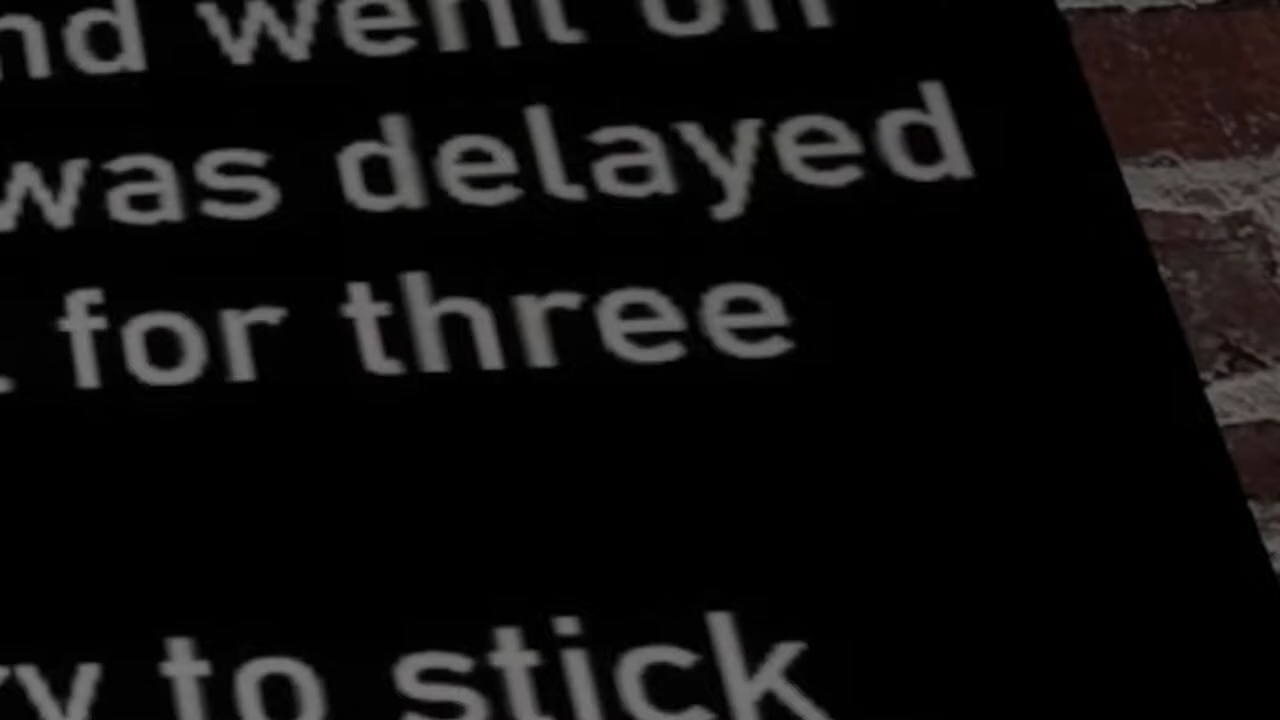 went on
was delayed
for three
to stick